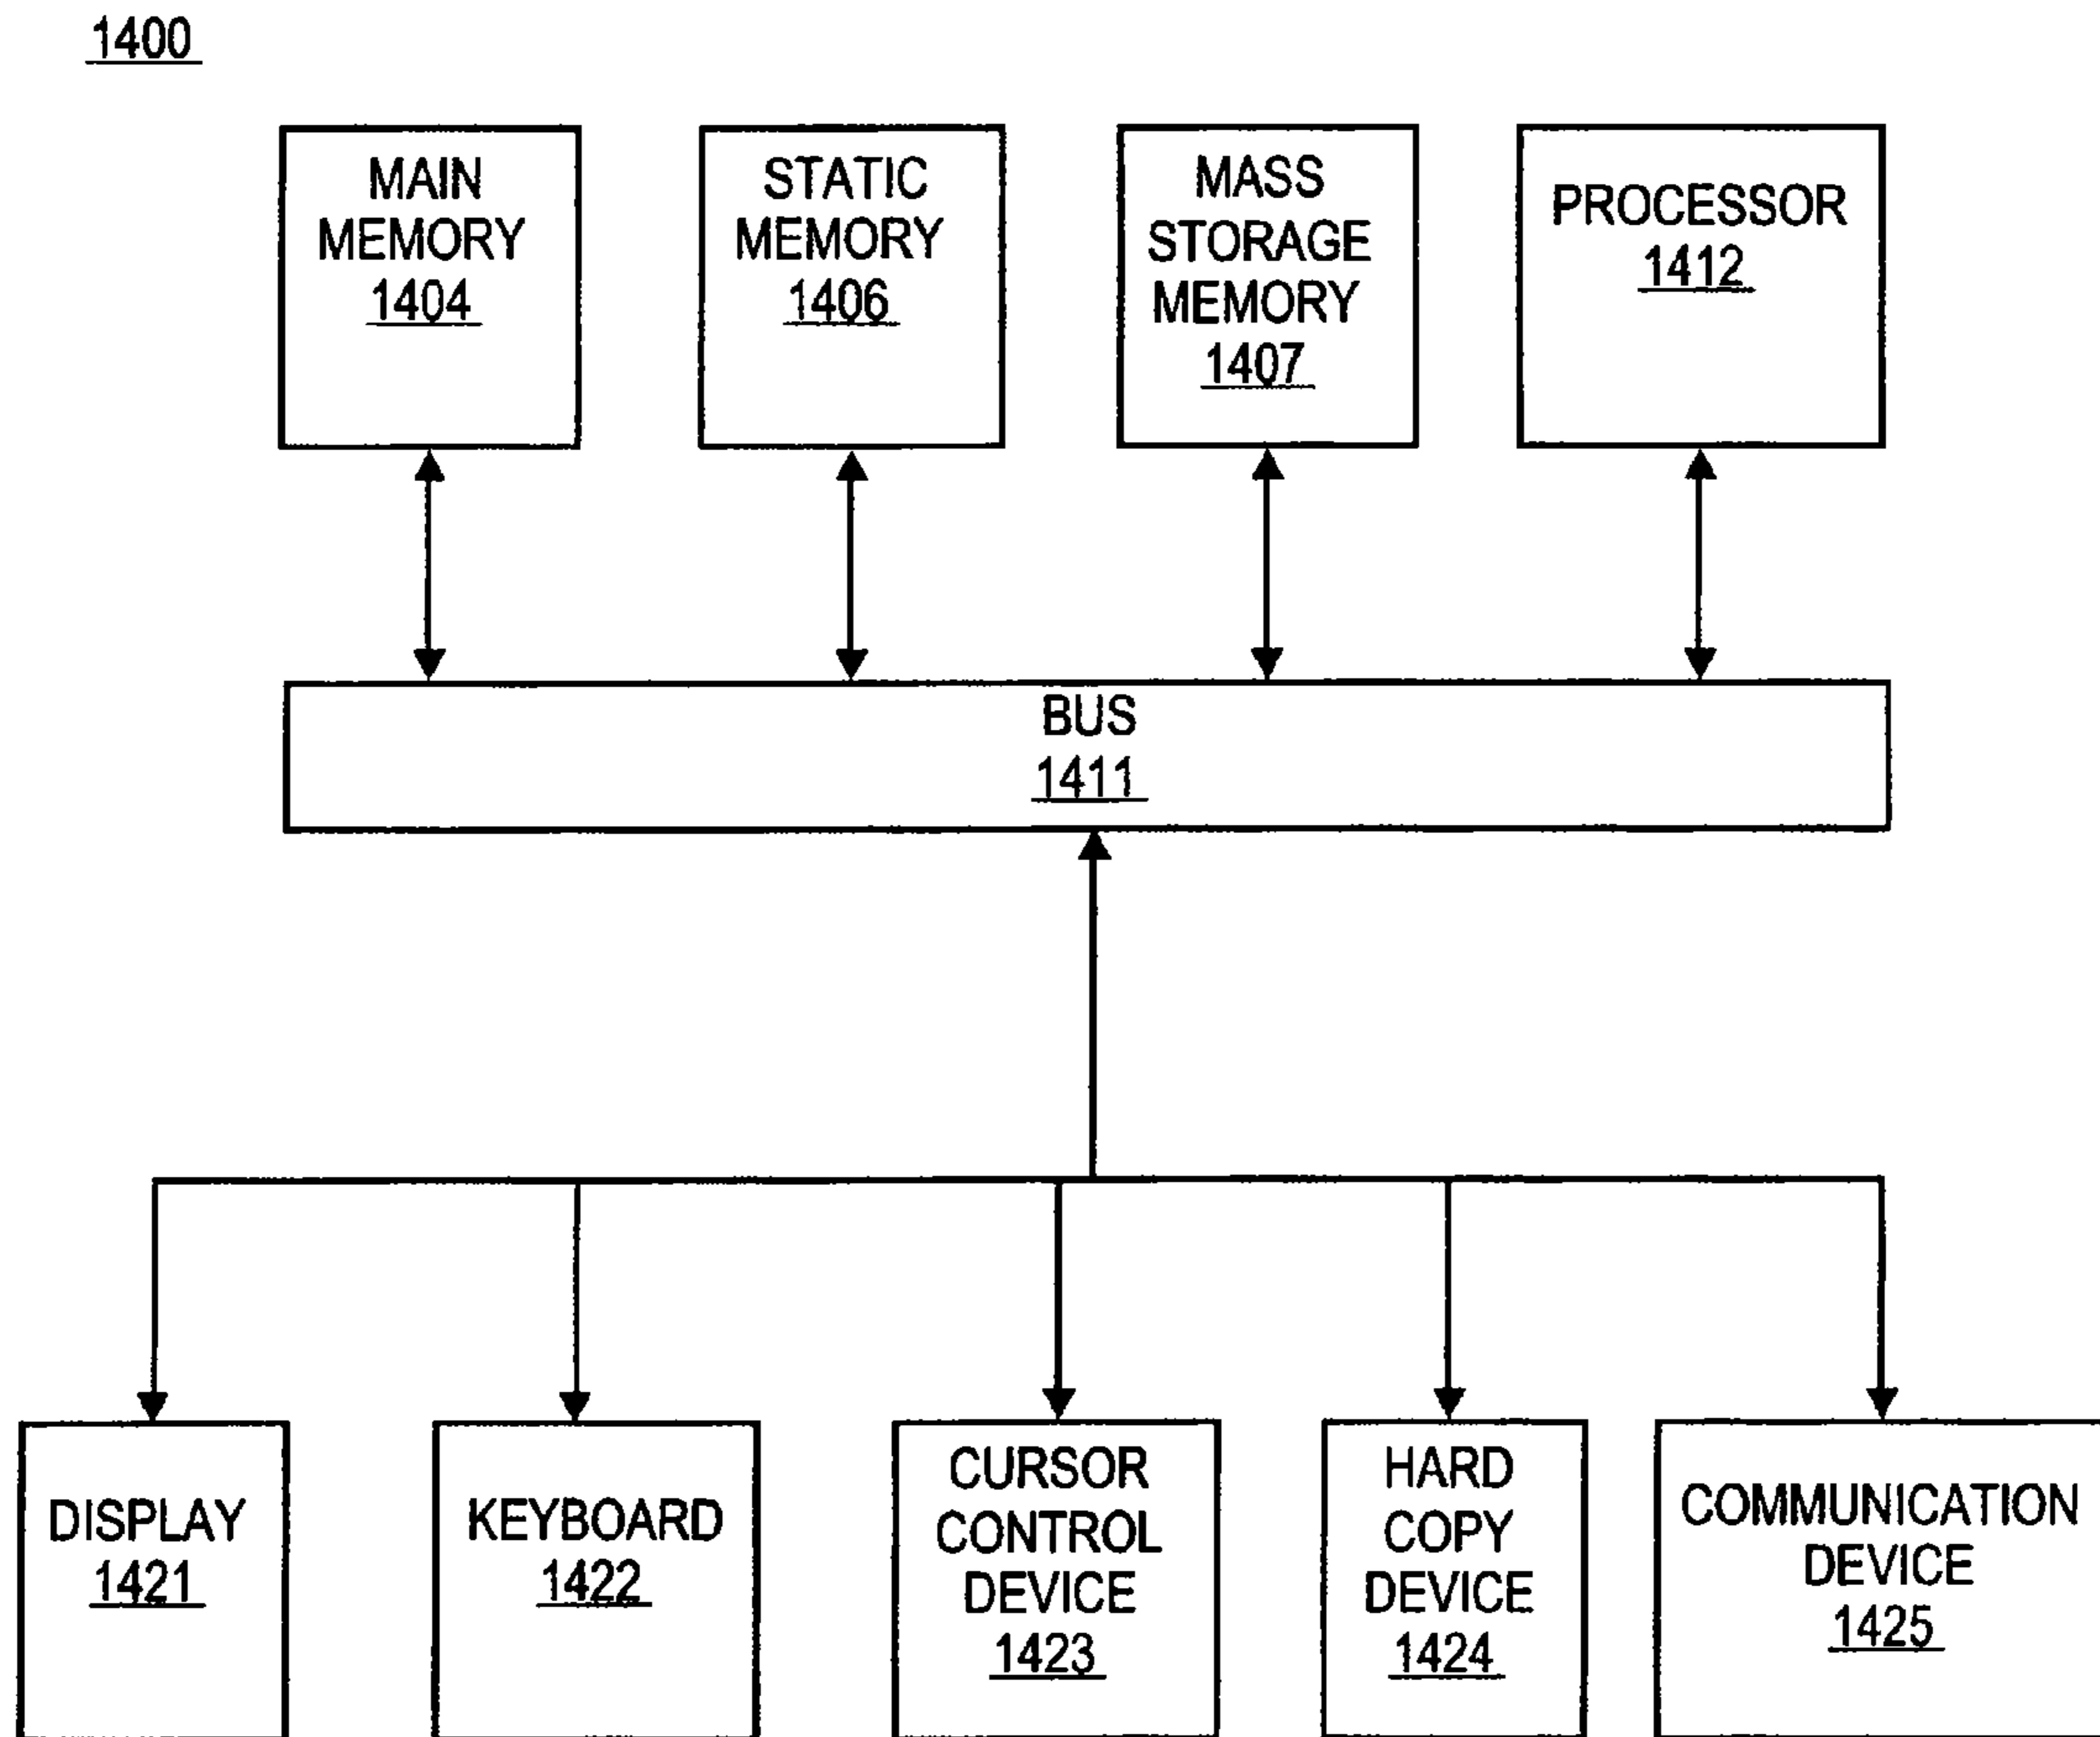 1400
MAIN
MEMORY
1404
STATIC
MEMORY
1406
MASS
STORAGE
MEMORY
1407
PROCESSOR
1412
BUS
1411
DISPLAY
1421
KEYBOARD
1422
CURSOR
CONTROL
DEVICE
1423
HARD
COPY
DEVICE
1424
COMMUNICATION
DEVICE
1425